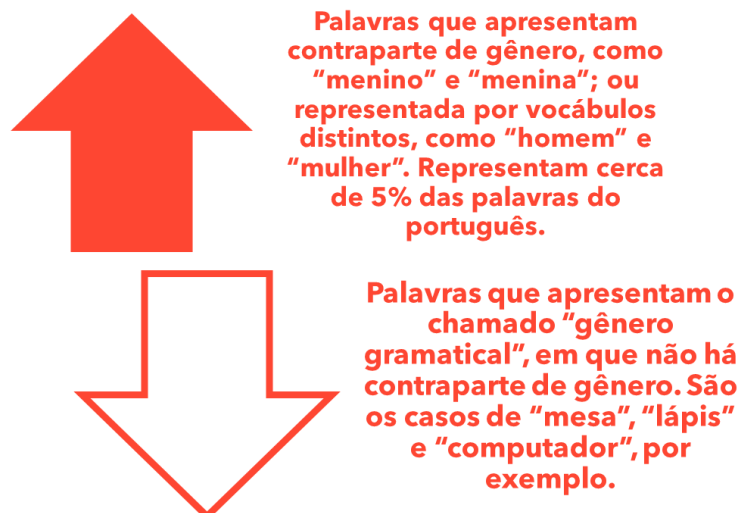 Palavras que apresentam
contraparte de gênero, como
“menino” e “menina”; ou
representada por vocábulos
distintos, como “homem” e
“mulher”. Representam cerca
de 5% das palavras do
português.
Palavras que apresentam o
chamado “gênero
gramatical”, em que não há
contraparte de gênero. São
os casos de “mesa”, “lápis”
e “computador”, por
exemplo.